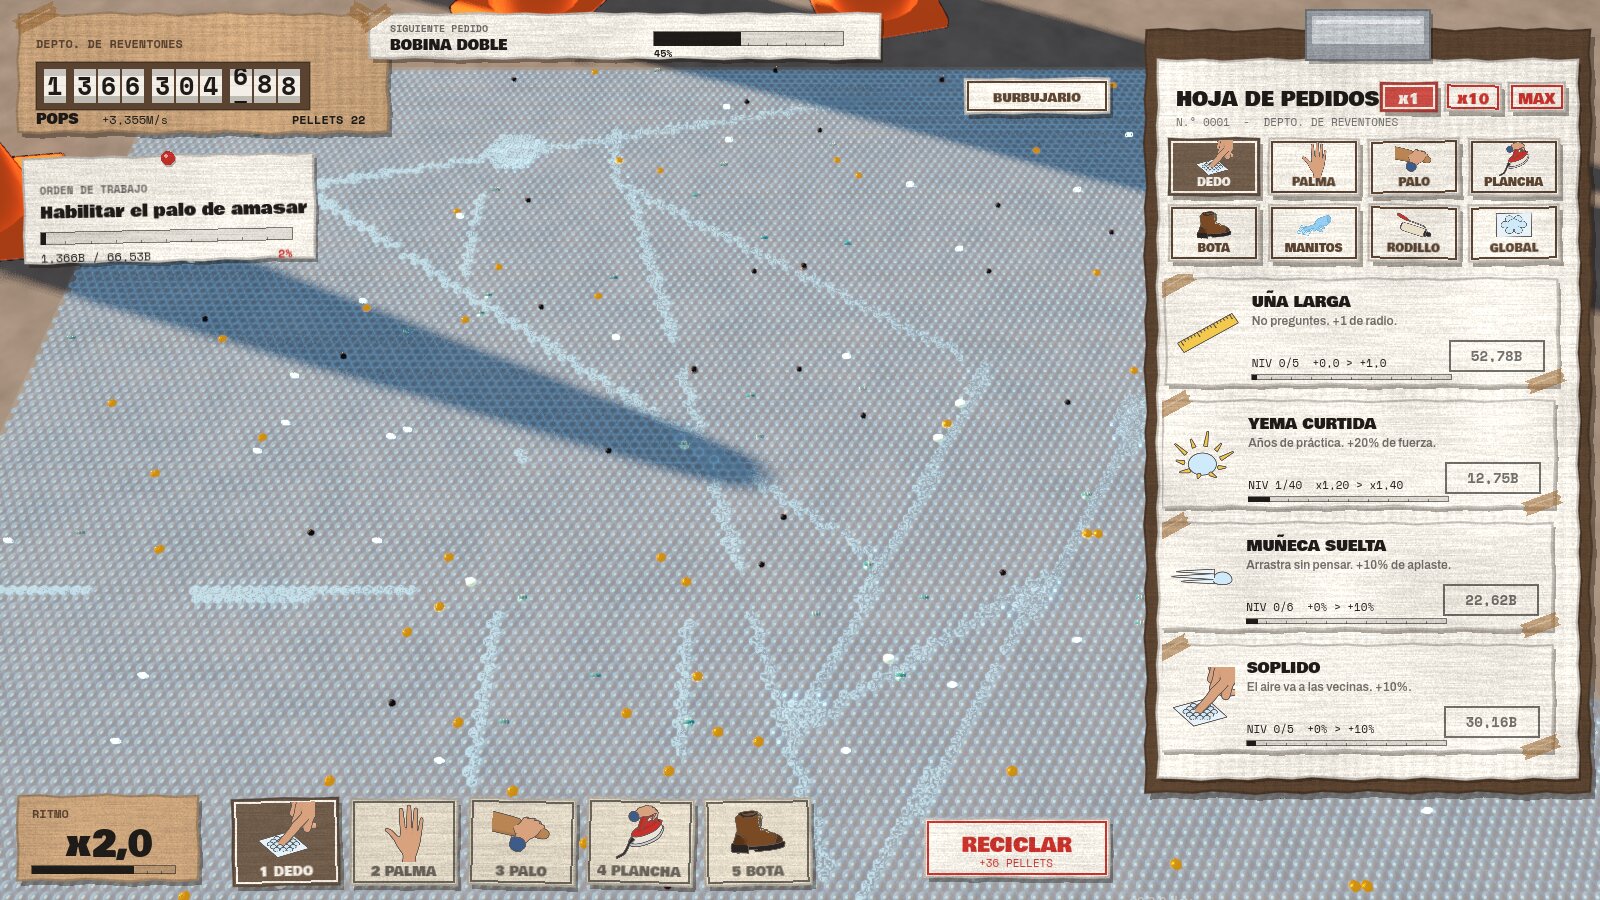 DEPTO. DE REVENTONES
1 366 304 688
POPS +3,355M/s PELLETS 22
SIGUIENTE PEDIDO
BOBINA DOBLE
45%
BURBUJARIO
ORDEN DE TRABAJO
Habilitar el palo de amasar
1,366B / 66,53B 2%
HOJA DE PEDIDOS x1 x10 MAX
N.° 0001 - DEPTO. DE REVENTONES
DEDO PALMA PALO PLANCHA
BOTA MANITOS RODILLO GLOBAL
UÑA LARGA
No preguntes. +1 de radio.
NIV 0/5 +0,0 > +1,0
52,78B
YEMA CURTIDA
Años de práctica. +20% de fuerza.
NIV 1/40 x1,20 > x1,40
12,75B
MUÑECA SUELTA
Arrastra sin pensar. +10% de aplaste.
NIV 0/6 +0% > +10%
22,62B
SOPLIDO
El aire va a las vecinas. +10%.
NIV 0/5 +0% > +10%
30,16B
RITMO
x2,0
1 DEDO
2 PALMA
3 PALO
4 PLANCHA
5 BOTA
RECICLAR
+36 PELLETS